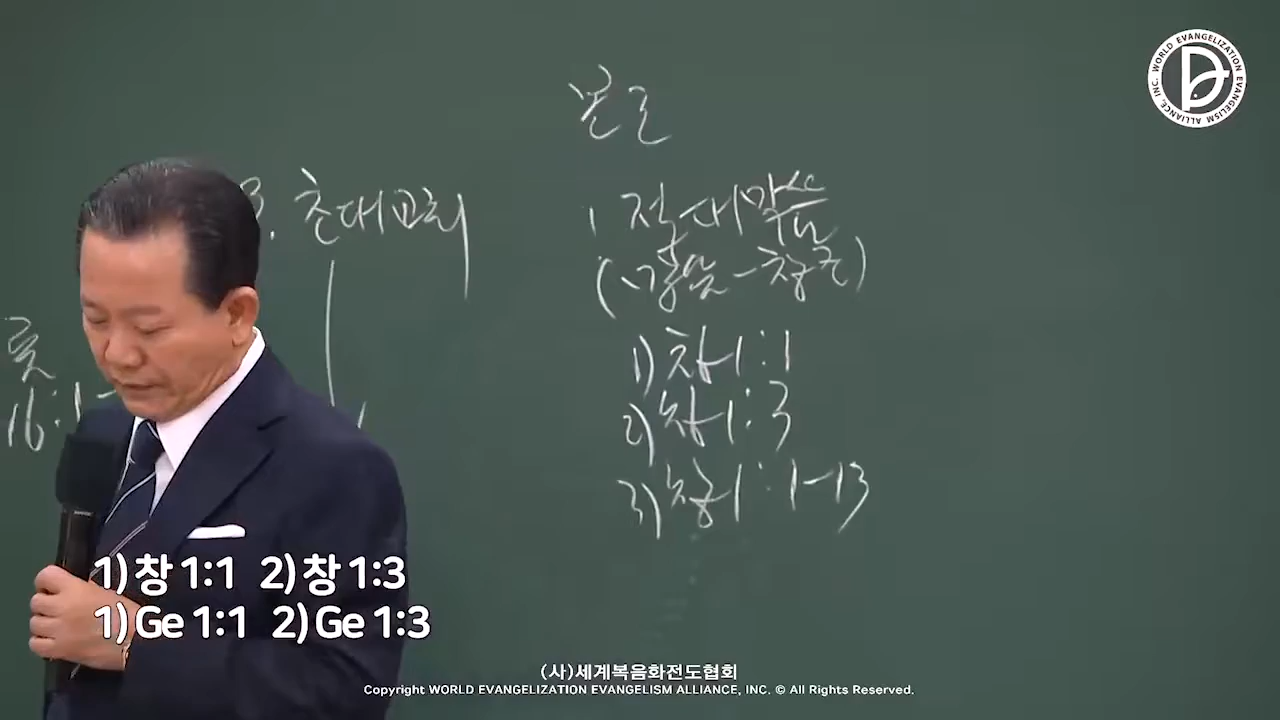 WORLD EVANGELIZATION EVANGELISM ALLIANCE, INC.
본론
3. 초대교회
롯
16:1-
1 절대말씀
1) 창 1:1
2) 창 1:3
3) 창 1:1-13
1) 창 1:1 2) 창 1:3
1) Ge 1:1 2) Ge 1:3
(사)세계복음화전도협회
Copyright WORLD EVANGELIZATION EVANGELISM ALLIANCE, INC. © All Rights Reserved.